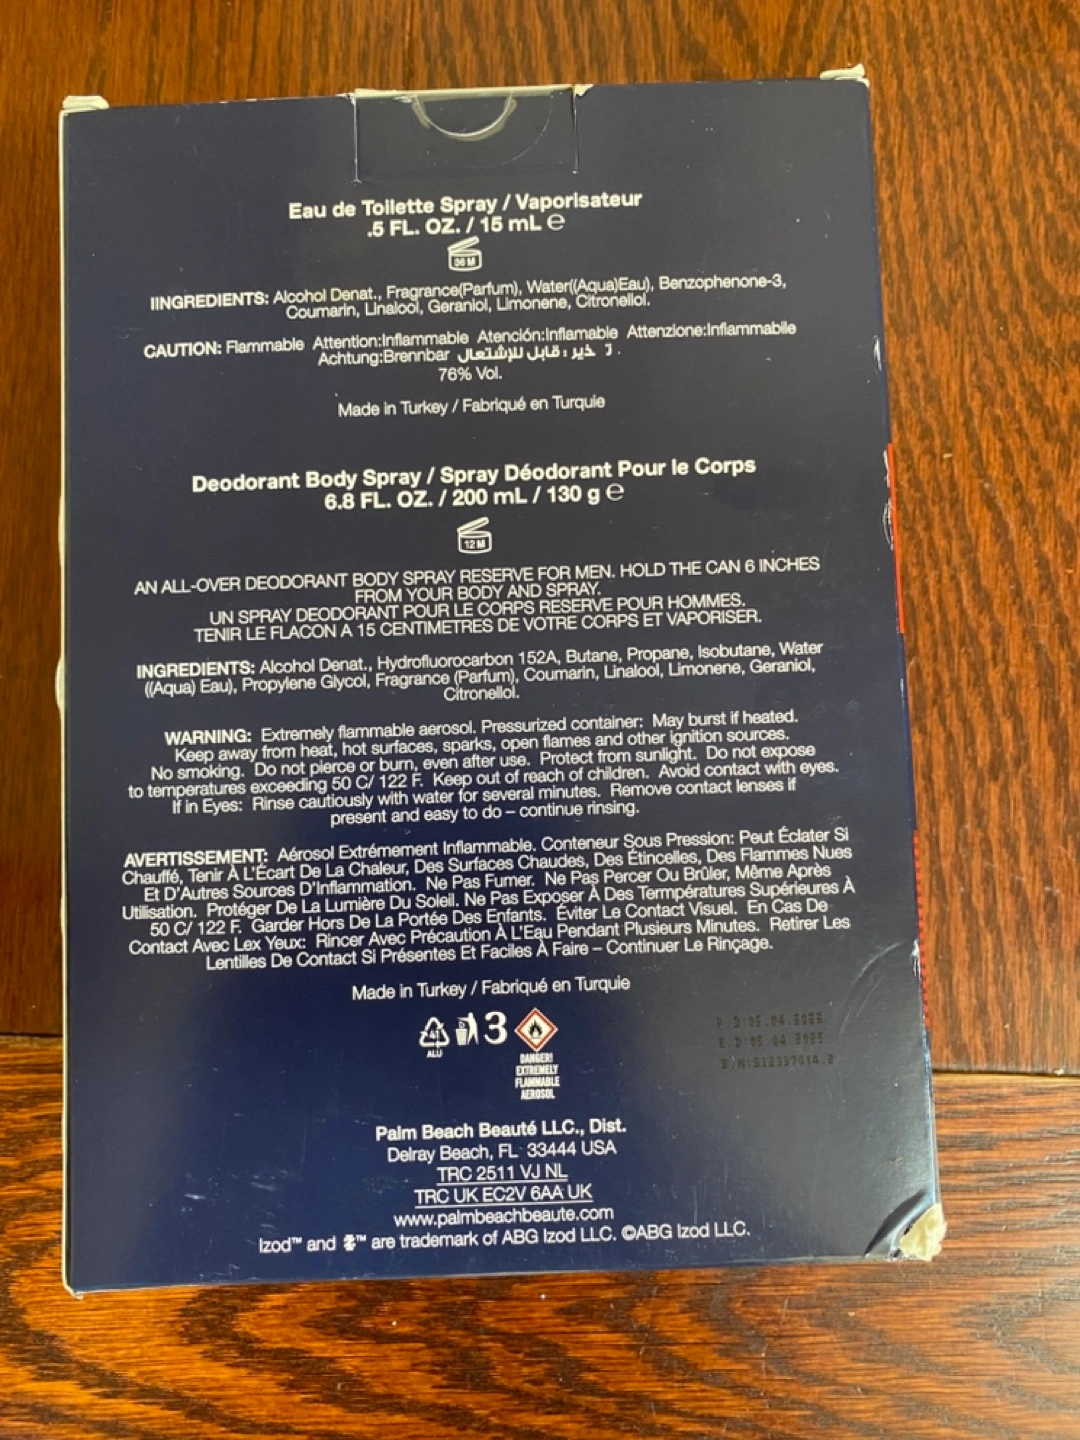 Eau de Toilette Spray / Vaporisateur
.5 FL. OZ. / 15 mL ℮
36 M
IINGREDIENTS: Alcohol Denat., Fragrance(Parfum), Water((Aqua)Eau), Benzophenone-3,
Coumarin, Linalool, Geraniol, Limonene, Citronellol.
CAUTION: Flammable Attention:Inflammable Atención:Inflamable Attenzione:Inflammabile
Achtung:Brennbar تحذير : قابل للإشتعال .
76% Vol.
Made in Turkey / Fabriqué en Turquie
Deodorant Body Spray / Spray Déodorant Pour le Corps
6.8 FL. OZ. / 200 mL / 130 g ℮
12 M
AN ALL-OVER DEODORANT BODY SPRAY RESERVE FOR MEN. HOLD THE CAN 6 INCHES
FROM YOUR BODY AND SPRAY.
UN SPRAY DEODORANT POUR LE CORPS RESERVE POUR HOMMES.
TENIR LE FLACON A 15 CENTIMETRES DE VOTRE CORPS ET VAPORISER.
INGREDIENTS: Alcohol Denat., Hydrofluorocarbon 152A, Butane, Propane, Isobutane, Water
((Aqua) Eau), Propylene Glycol, Fragrance (Parfum), Coumarin, Linalool, Limonene, Geraniol,
Citronellol.
WARNING: Extremely flammable aerosol. Pressurized container: May burst if heated.
Keep away from heat, hot surfaces, sparks, open flames and other ignition sources.
No smoking. Do not pierce or burn, even after use. Protect from sunlight. Do not expose
to temperatures exceeding 50 C/ 122 F. Keep out of reach of children. Avoid contact with eyes.
If in Eyes: Rinse cautiously with water for several minutes. Remove contact lenses if
present and easy to do – continue rinsing.
AVERTISSEMENT: Aérosol Extrémement Inflammable. Conteneur Sous Pression: Peut Éclater Si
Chauffé, Tenir À L'Écart De La Chaleur, Des Surfaces Chaudes, Des Étincelles, Des Flammes Nues
Et D'Autres Sources D'Inflammation. Ne Pas Fumer. Ne Pas Percer Ou Brûler, Même Après
Utilisation. Protéger De La Lumière Du Soleil. Ne Pas Exposer À Des Termpératures Supérieures À
50 C/ 122 F. Garder Hors De La Portée Des Enfants. Éviter Le Contact Visuel. En Cas De
Contact Avec Lex Yeux: Rincer Avec Précaution À L'Eau Pendant Plusieurs Minutes. Retirer Les
Lentilles De Contact Si Présentes Et Faciles À Faire – Continuer Le Rinçage.
Made in Turkey / Fabriqué en Turquie
41 ALU 3
DANGER!
EXTREMELY
FLAMMABLE
AEROSOL
E.D:05.04.2025
Palm Beach Beauté LLC., Dist.
Delray Beach, FL 33444 USA
TRC 2511 VJ NL
TRC UK EC2V 6AA UK
www.palmbeachbeaute.com
Izod™ and ™ are trademark of ABG Izod LLC. ©ABG Izod LLC.